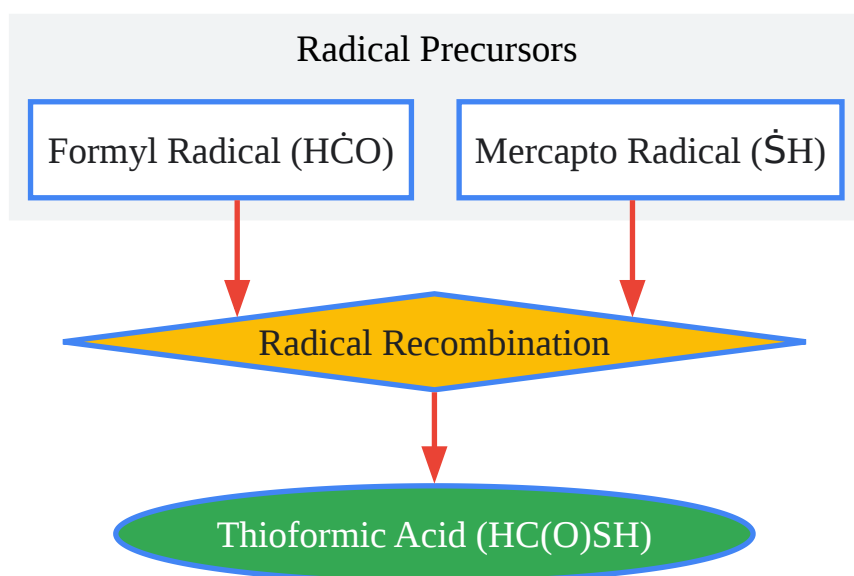 Radical Precursors
Formyl Radical (HĊO)
Mercapto Radical (ṠH)
Radical Recombination
Thioformic Acid (HC(O)SH)